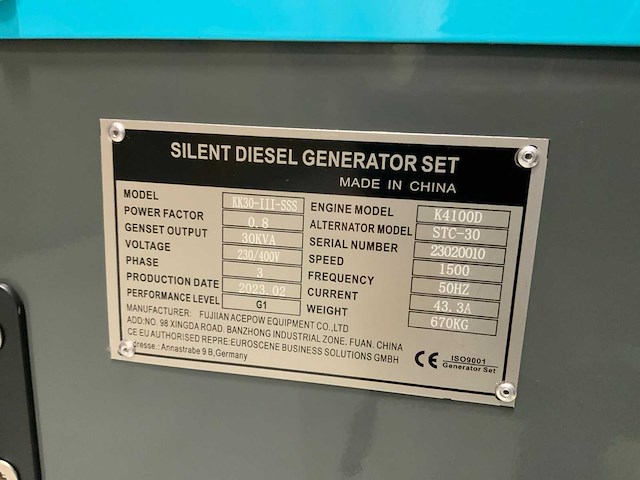 SILENT DIESEL GENERATOR SET
MADE IN CHINA
MODEL KK30-III-SSS
POWER FACTOR 0.8
GENSET OUTPUT 30KVA
VOLTAGE 230/400V
PHASE 3
PRODUCTION DATE 2023.02
PERFORMANCE LEVEL G1
ENGINE MODEL K4100D
ALTERNATOR MODEL STC-30
SERIAL NUMBER 23020010
SPEED 1500
FREQUENCY 50HZ
CURRENT 43.3A
WEIGHT 670KG
MANUFACTURER: FUJIIAN ACEPOW EQUIPMENT CO.,LTD
ADD:NO. 98 XINGDA ROAD. BANZHONG INDUSTRIAL ZONE. FUAN. CHINA
CE EU AUTHORISED REPRE:EUROSCENE BUSINESS SOLUTIONS GMBH
dresse.: Annastrabe 9 B,Germany
CE ISO9001
Generator Set